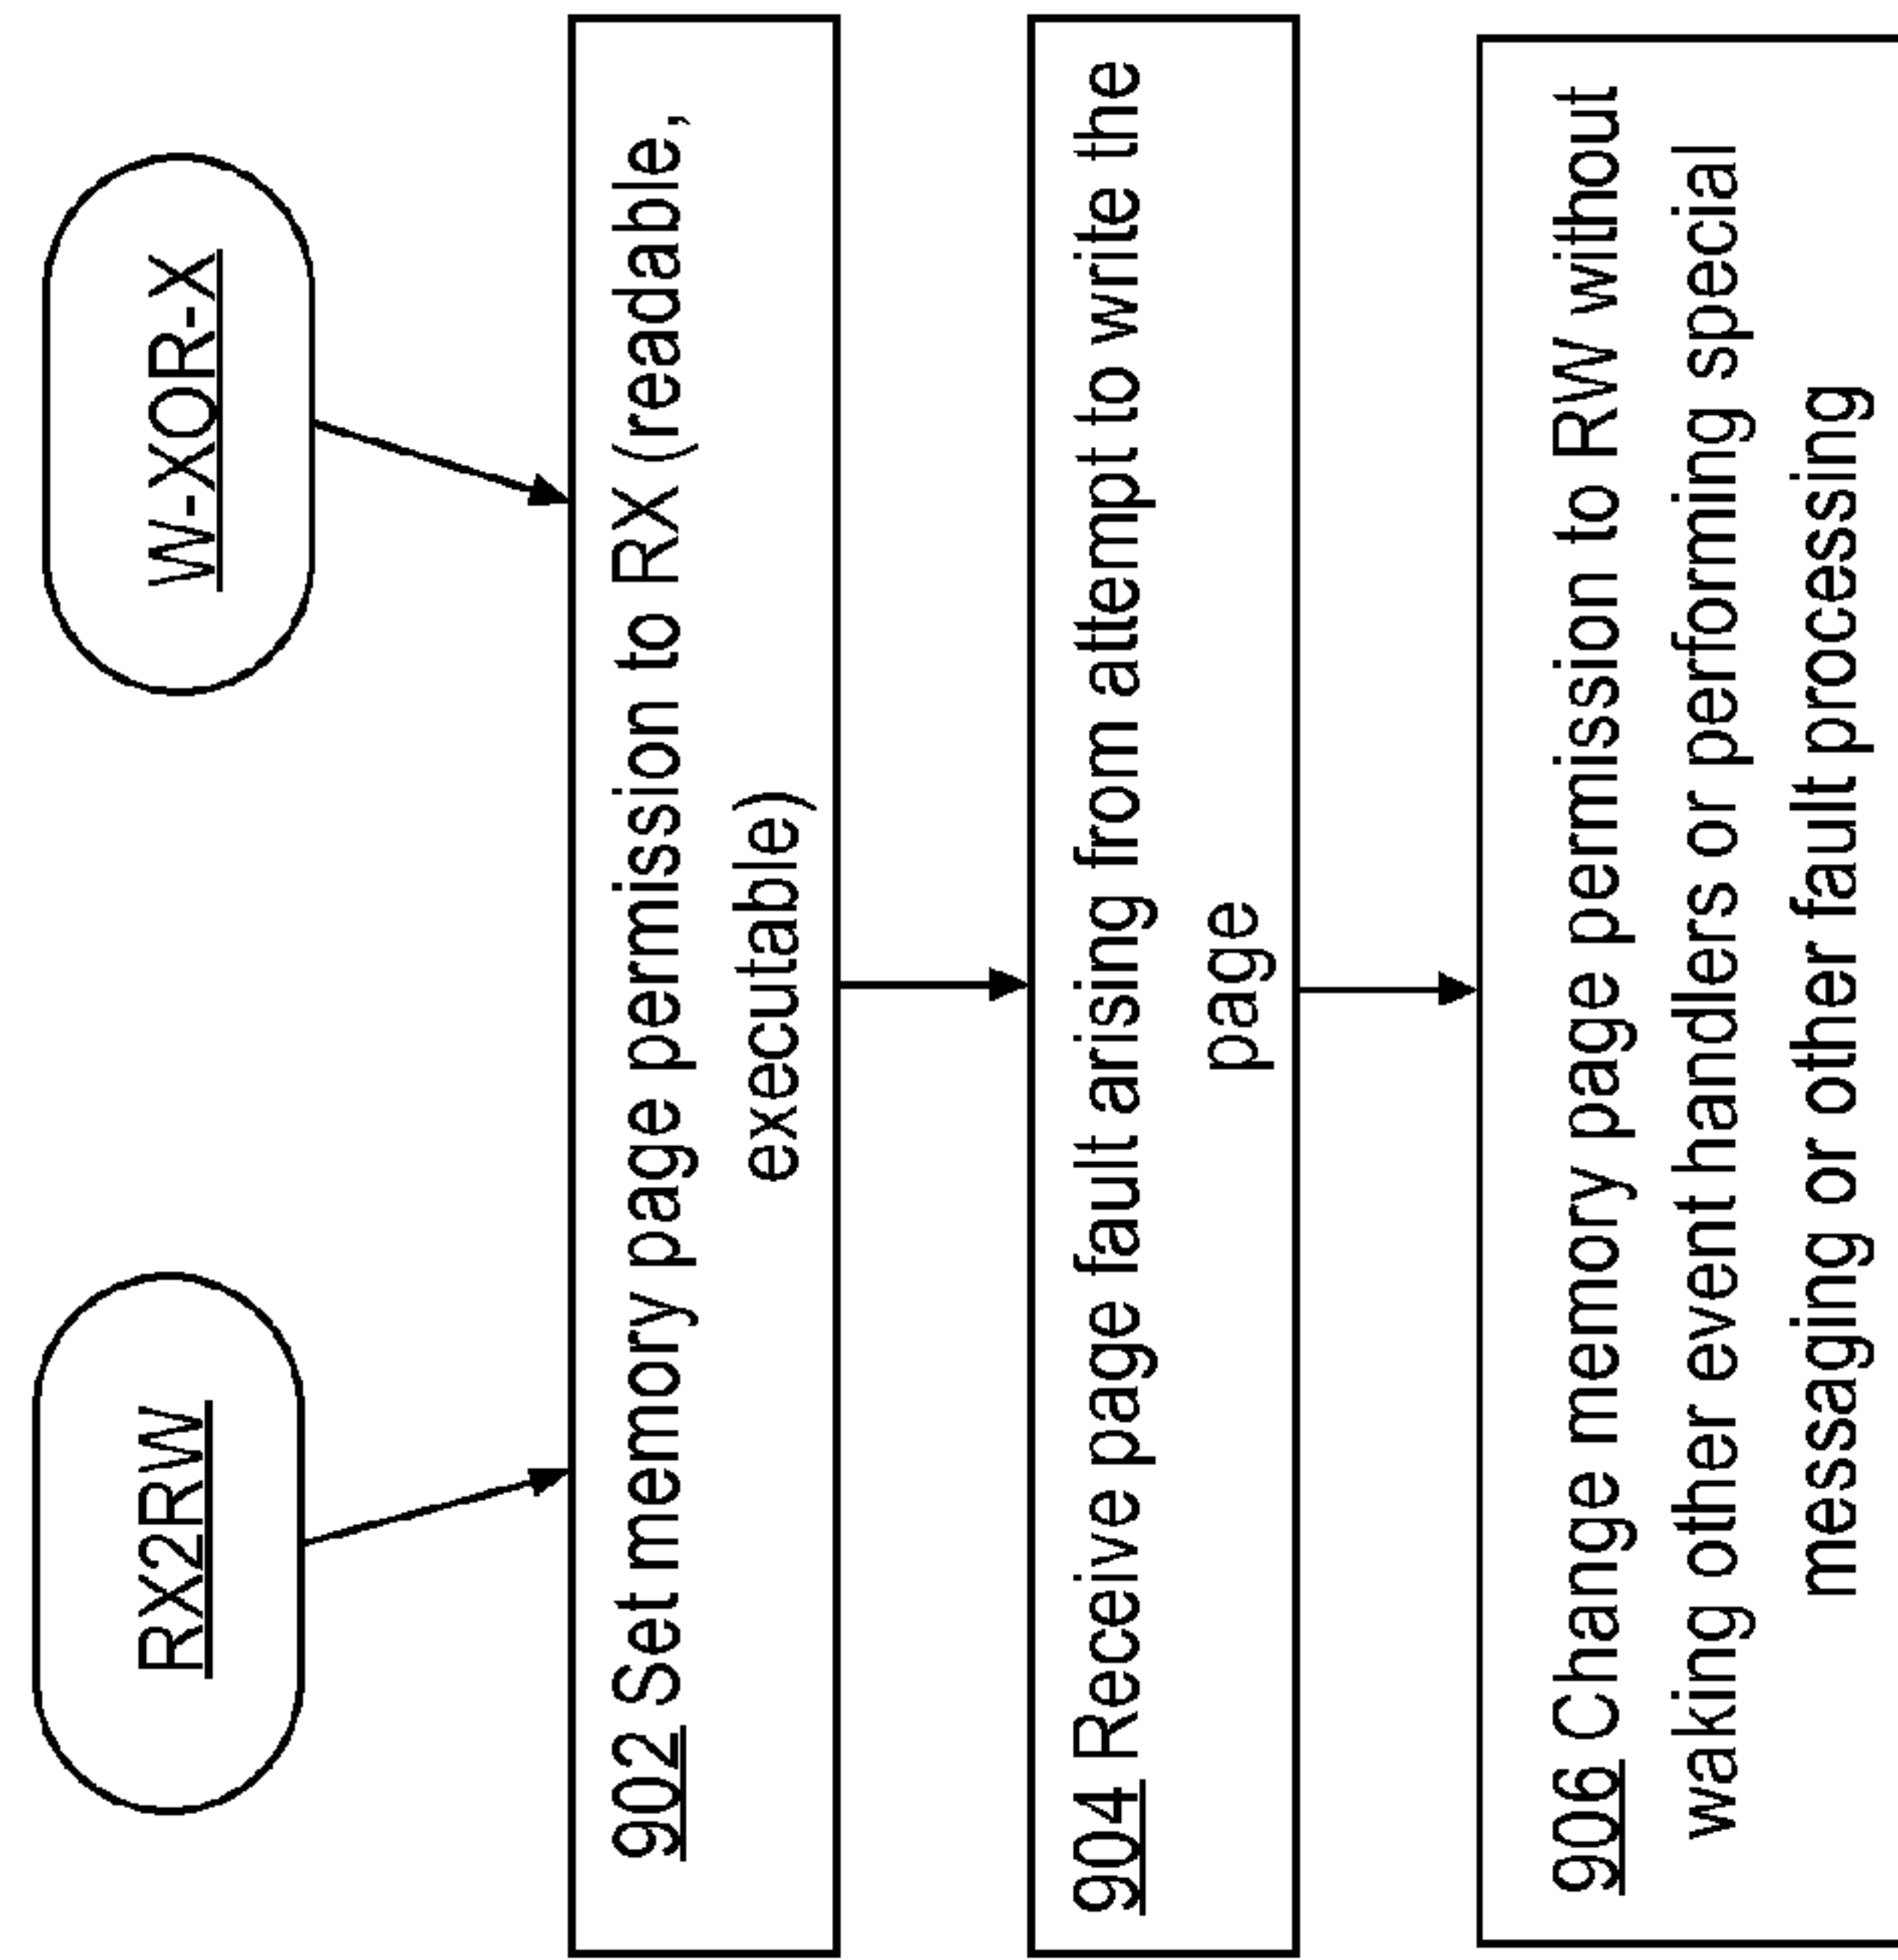 RX2RW
W-XOR-X
902 Set memory page permission to RX (readable,
executable)
904 Receive page fault arising from attempt to write the
page
906 Change memory page permission to RW without
waking other event handlers or performing special
messaging or other fault processing